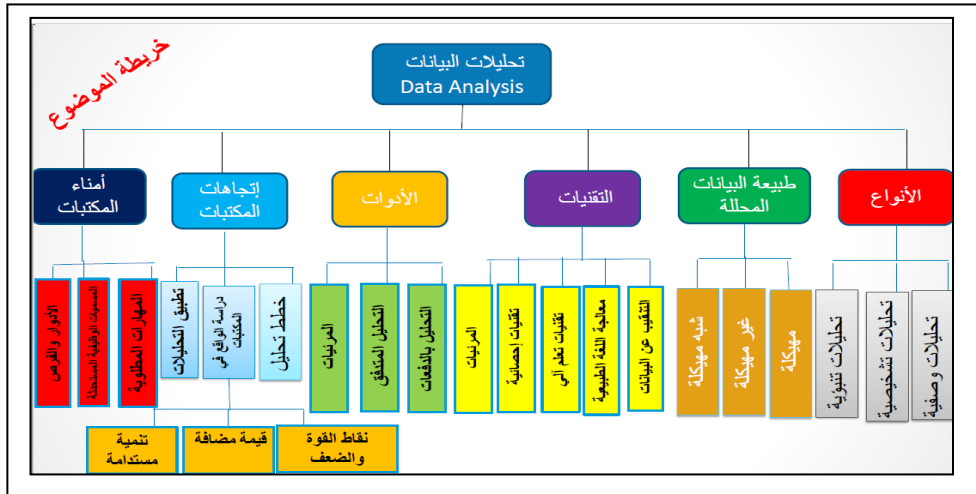 خريطة الموضوع
تحليلات البيانات
Data Analysis
الأنواع
طبيعة البيانات
المحللة
التقنيات
الأدوات
إتجاهات
المكتبات
أمناء
المكتبات
تحليلات وصفية
تحليلات تشخيصية
تحليلات تنبؤية
مهيكلة
غير مهيكلة
شبه مهيكلة
التنقيب عن البيانات
معالجة اللغة الطبيعية
تقنيات تعلم آلي
تقنيات إحصائية
المرئيات
التحليل بالدفعات
التحليل المتدفق
المرئيات
خطط تحليل
دراسة الواقع في
المكتبات
تطبيق التحليلات
المهارات المطلوبة
المسميات الوظيفية المستحدثة
الأدوار والفرص
نقاط القوة
والضعف
قيمة مضافة
تنمية
مستدامة